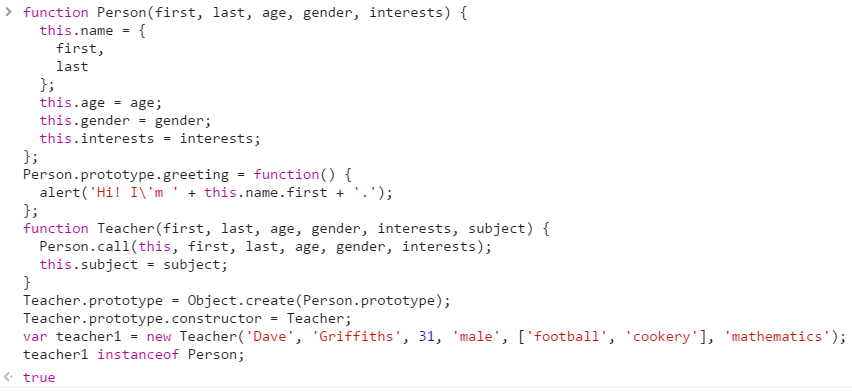 function Person(first, last, age, gender, interests) {
  this.name = {
    first,
    last
  };
  this.age = age;
  this.gender = gender;
  this.interests = interests;
};
Person.prototype.greeting = function() {
  alert('Hi! I\'m ' + this.name.first + '.');
};
function Teacher(first, last, age, gender, interests, subject) {
  Person.call(this, first, last, age, gender, interests);
  this.subject = subject;
}
Teacher.prototype = Object.create(Person.prototype);
Teacher.prototype.constructor = Teacher;
var teacher1 = new Teacher('Dave', 'Griffiths', 31, 'male', ['football', 'cookery'], 'mathematics');
teacher1 instanceof Person;
true